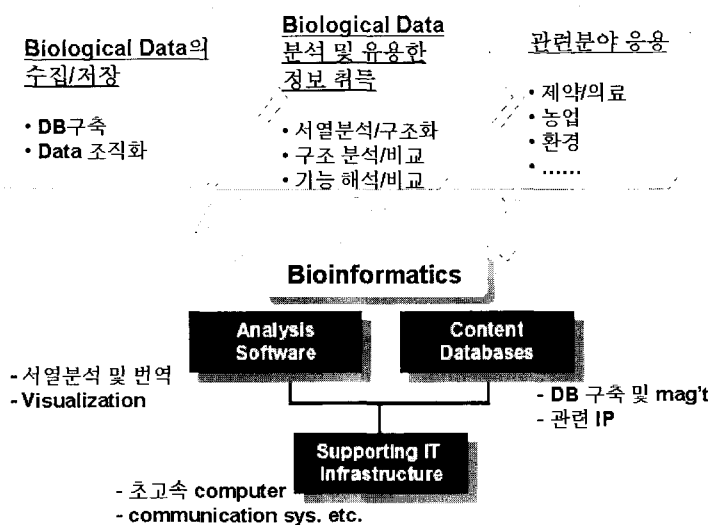 Biological Data의
수집/저장
• DB구축
• Data 조직화
Biological Data
분석 및 유용한
정보 취득
• 서열분석/구조화
• 구조 분석/비교
• 기능 해석/비교
관련분야 응용
• 제약/의료
• 농업
• 환경
• ......
Bioinformatics
Analysis
Software
Content
Databases
- 서열분석 및 번역
- Visualization
- DB 구축 및 mag't
- 관련 IP
Supporting IT
Infrastructure
- 초고속 computer
- communication sys. etc.